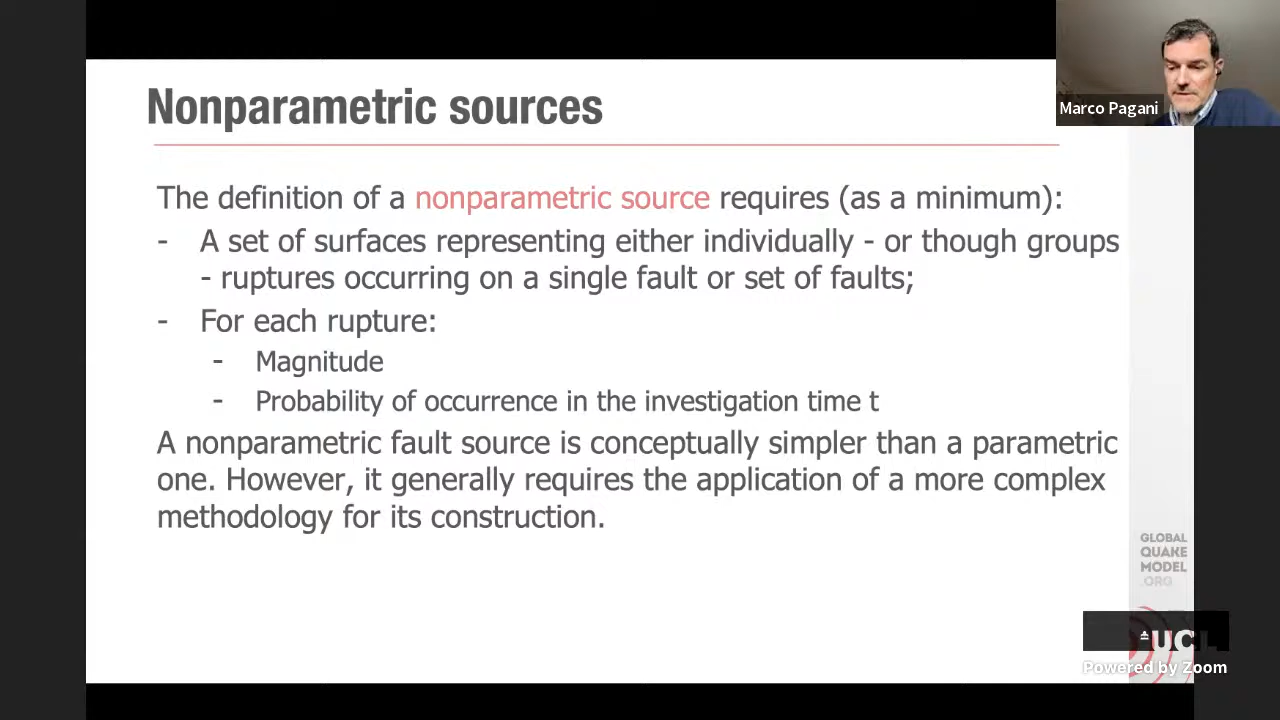 Nonparametric sources
Marco Pagani
The definition of a nonparametric source requires (as a minimum):
- A set of surfaces representing either individually - or though groups
- ruptures occurring on a single fault or set of faults;
- For each rupture:
- Magnitude
- Probability of occurrence in the investigation time t
A nonparametric fault source is conceptually simpler than a parametric
one. However, it generally requires the application of a more complex
methodology for its construction.
GLOBAL
QUAKE
MODEL
.ORG
UCL
Powered by Zoom